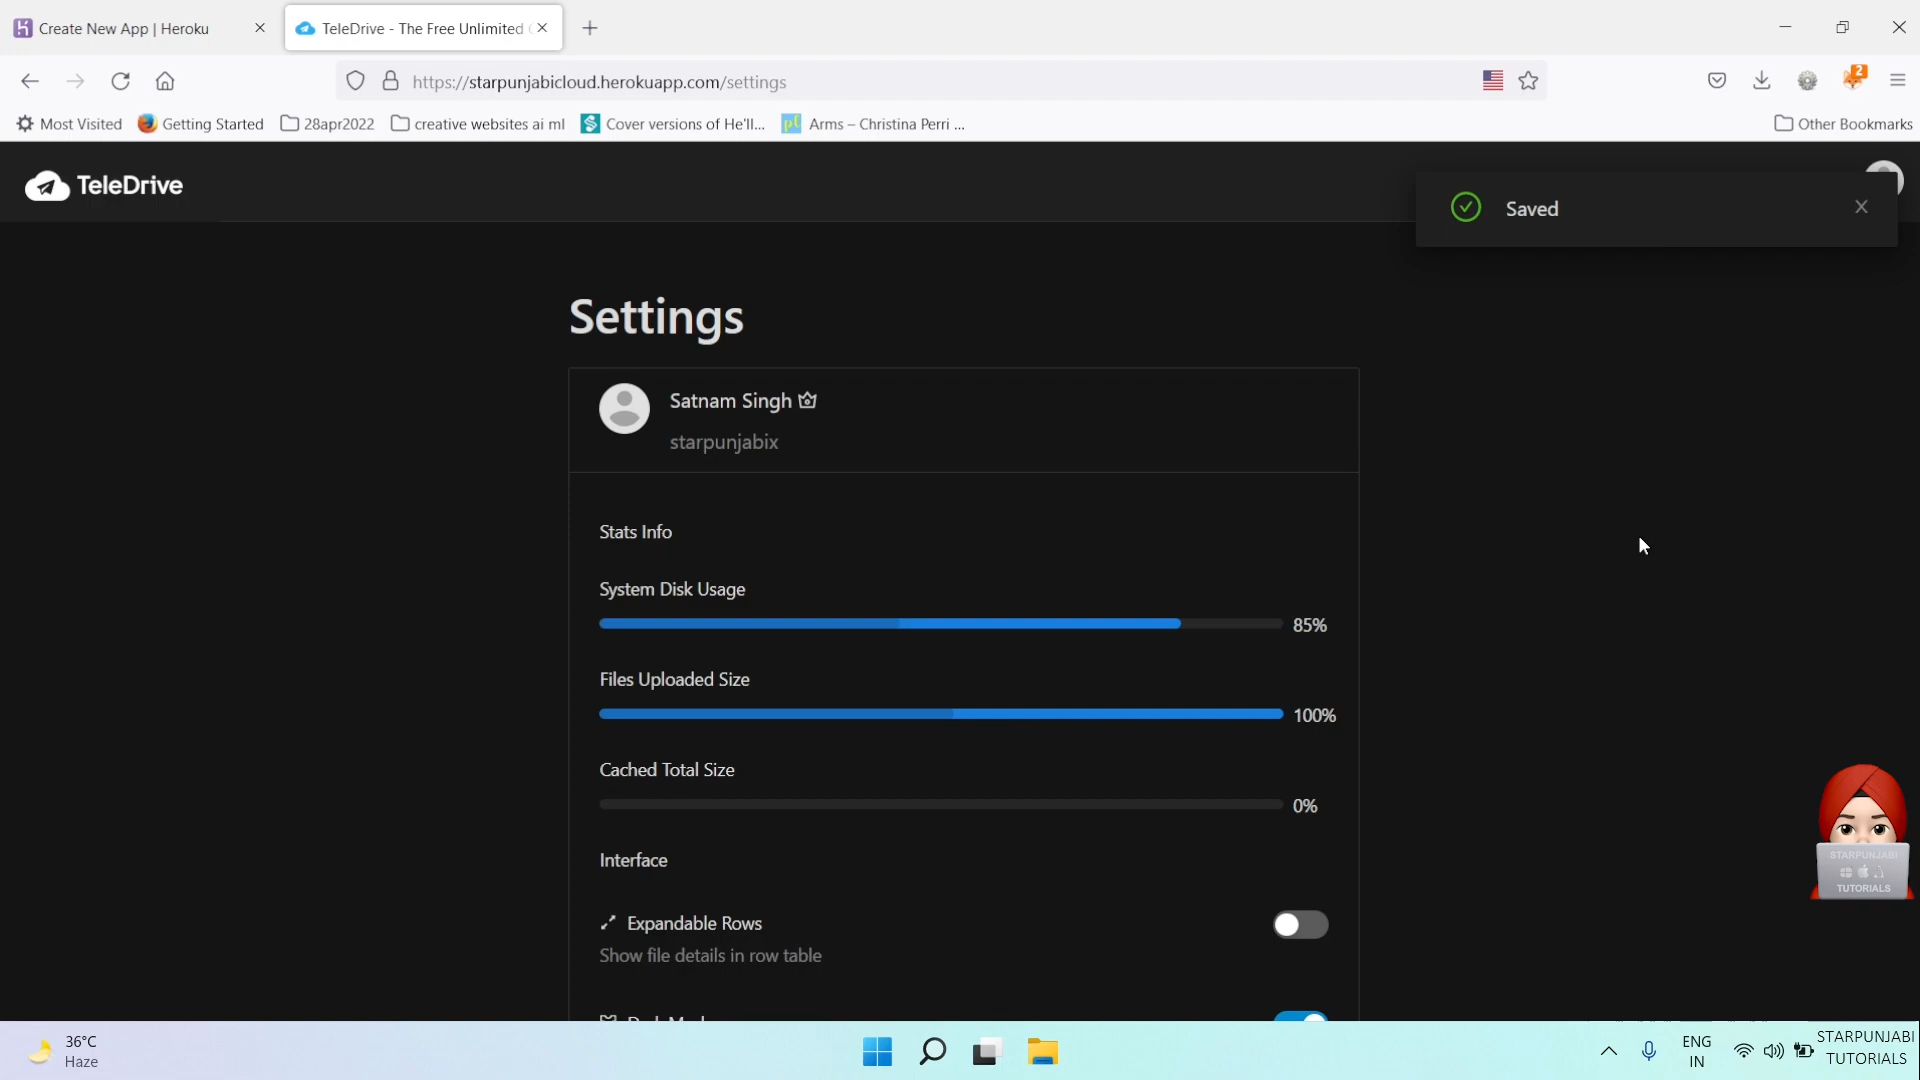 Create New App | Heroku
TeleDrive - The Free Unlimited
https://starpunjabicloud.herokuapp.com/settings
2
Most Visited
Getting Started
28apr2022
creative websites ai ml
Cover versions of He'll...
Arms – Christina Perri ...
Other Bookmarks
TeleDrive
Saved
Settings
Satnam Singh
starpunjabix
Stats Info
System Disk Usage
85%
Files Uploaded Size
100%
Cached Total Size
0%
Interface
Expandable Rows
Show file details in row table
STARPUNJABI
TUTORIALS
36°C
Haze
ENG
IN
STARPUNJABI
TUTORIALS